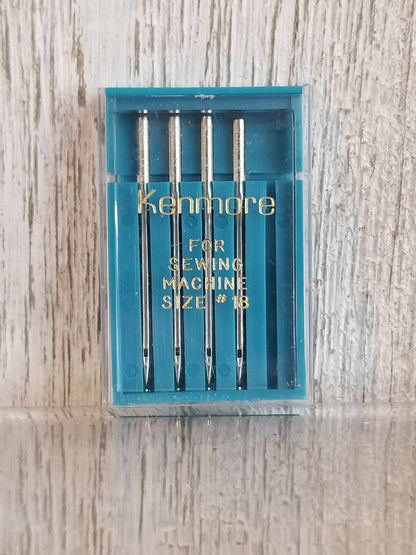 Kenmore
FOR
SEWING
MACHINE
SIZE #18